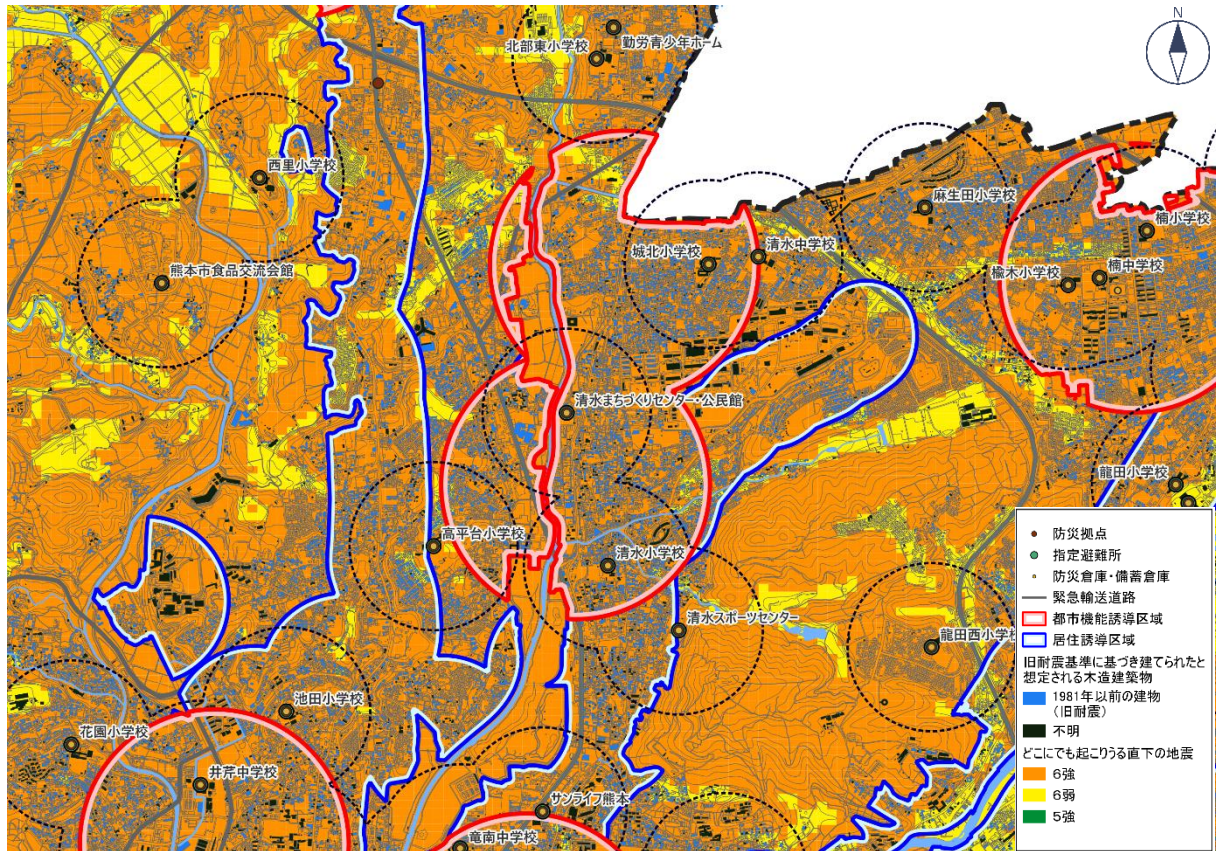 N
勤労青少年ホーム
北部東小学校
西里小学校
麻生田小学校
楠小学校
城北小学校
清水中学校
熊本市食品交流会館
楡木小学校
楠中学校
清水まちづくりセンター・公民館
龍田小学校
高平台小学校
清水小学校
清水スポーツセンター
龍田西小学校
池田小学校
花園小学校
井芹中学校
サンライフ熊本
竜南中学校
防災拠点
指定避難所
防災倉庫・備蓄倉庫
緊急輸送道路
都市機能誘導区域
居住誘導区域
旧耐震基準に基づき建てられたと
想定される木造建築物
1981年以前の建物
(旧耐震)
不明
どこにでも起こりうる直下の地震
6強
6弱
5強